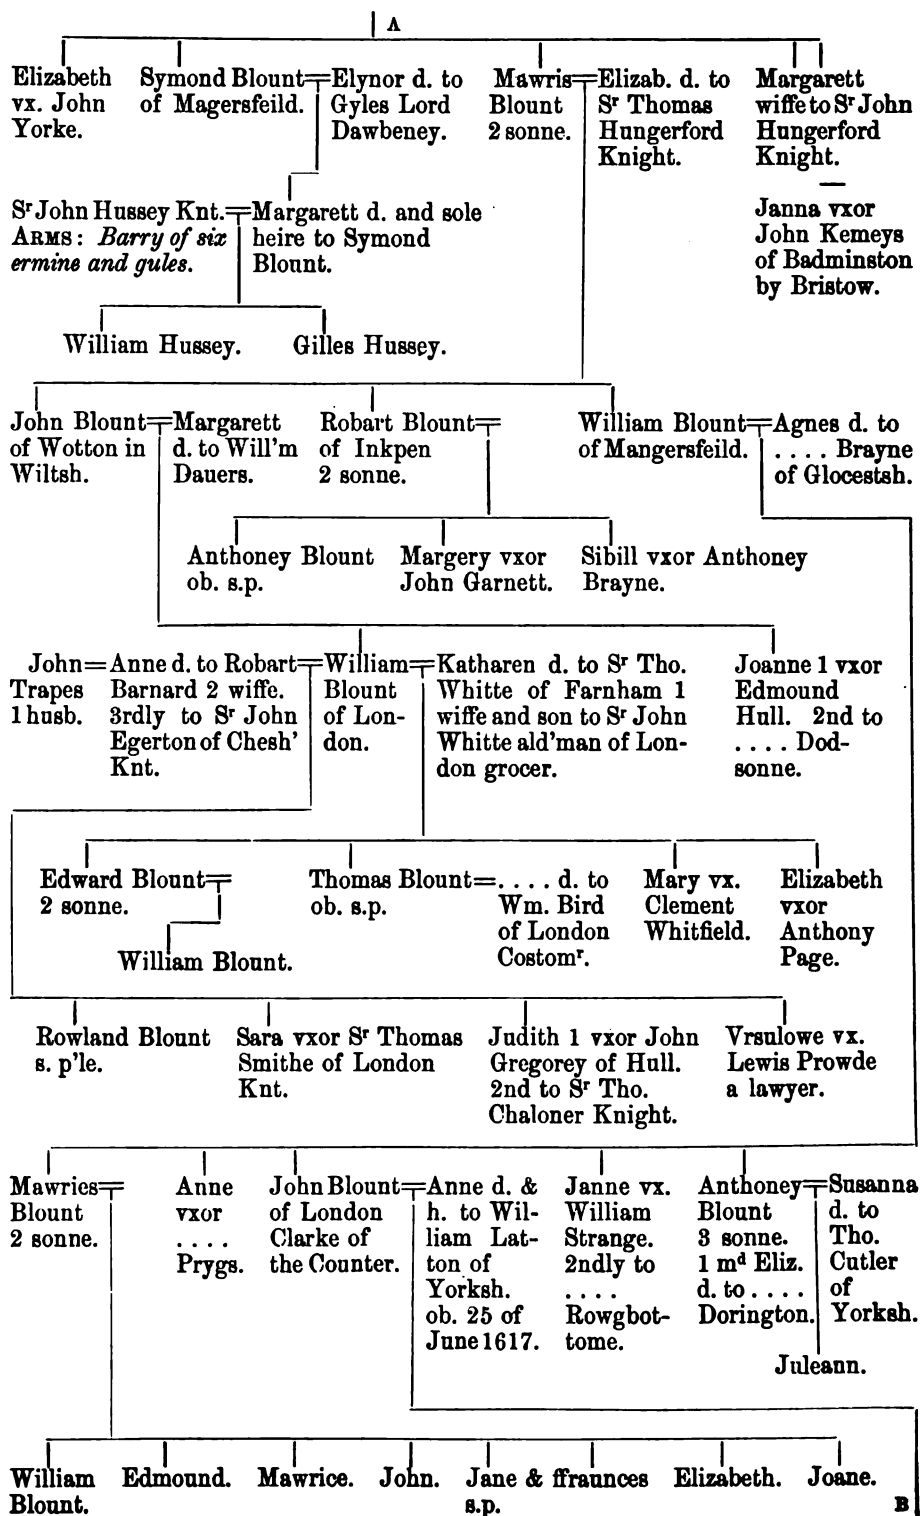 A
Elizabeth
vx. John
Yorke.
Symond Blount
of Magersfeild.
Elynor d. to
Gyles Lord
Dawbeney.
Mawris
Blount
2 sonne.
Elizab. d. to
Sʳ Thomas
Hungerford
Knight.
Margarett
wiffe to Sʳ John
Hungerford
Knight.
Sʳ John Hussey Knt.
ARMS: Barry of six
ermine and gules.
Margarett d. and sole
heire to Symond
Blount.
Janna vxor
John Kemeys
of Badminston
by Bristow.
William Hussey.
Gilles Hussey.
John Blount
of Wotton in
Wiltsh.
Margarett
d. to Will'm
Dauers.
Robart Blount
of Inkpen
2 sonne.
William Blount
of Mangersfeild.
Agnes d. to
.... Brayne
of Glocestsh.
Anthoney Blount
ob. s.p.
Margery vxor
John Garnett.
Sibill vxor Anthoney
Brayne.
John
Trapes
1 husb.
Anne d. to Robart
Barnard 2 wiffe.
3rdly to Sʳ John
Egerton of Chesh'
Knt.
William
Blount
of Lon-
don.
Katharen d. to Sʳ Tho.
Whitte of Farnham 1
wiffe and son to Sʳ John
Whitte ald'man of Lon-
don grocer.
Joanne 1 vxor
Edmound
Hull. 2nd to
.... Dod-
sonne.
Edward Blount
2 sonne.
Thomas Blount
ob. s.p.
.... d. to
Wm. Bird
of London
Costomʳ.
Mary vx.
Clement
Whitfield.
Elizabeth
vxor
Anthony
Page.
William Blount.
Rowland Blount
s. p'le.
Sara vxor Sʳ Thomas
Smithe of London
Knt.
Judith 1 vxor John
Gregorey of Hull.
2nd to Sʳ Tho.
Chaloner Knight.
Vrsulowe vx.
Lewis Prowde
a lawyer.
Mawries
Blount
2 sonne.
Anne
vxor
....
Prygs.
John Blount
of London
Clarke of
the Counter.
Anne d. &
h. to Wil-
liam Lat-
ton of
Yorksh.
ob. 25 of
June 1617.
Janne vx.
William
Strange.
2ndly to
....
Rowgbot-
tome.
Anthoney
Blount
3 sonne.
1 mᵈ Eliz.
d. to ....
Dorington.
Susanna
d. to
Tho.
Cutler
of
Yorksh.
Juleann.
William
Blount.
Edmound.
Mawrice.
John.
Jane & ffraunces
s.p.
Elizabeth.
Joane.
B